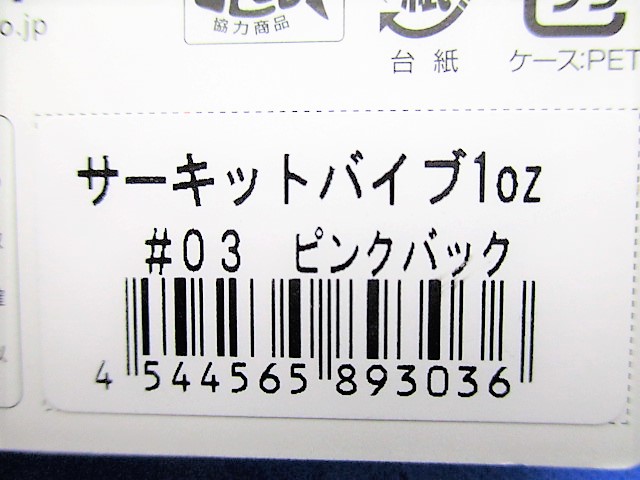 o.jp
協力商品
台紙
ケース:PET
サーキットバイブ1oz
#03 ピンクバック
4 544565 893036